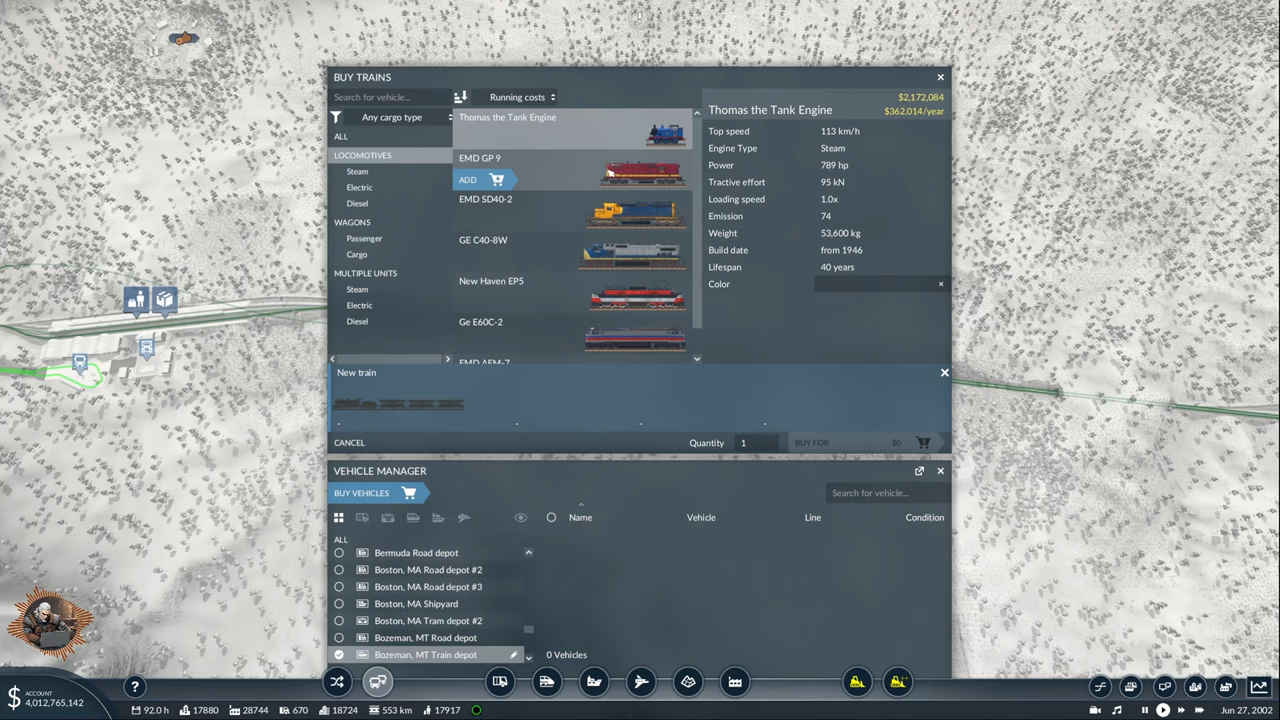 BUY TRAINS
Search for vehicle...
Running costs
Any cargo type
ALL
LOCOMOTIVES
Steam
Electric
Diesel
WAGONS
Passenger
Cargo
MULTIPLE UNITS
Steam
Electric
Diesel
Thomas the Tank Engine
EMD GP 9
ADD
EMD SD40-2
GE C40-8W
New Haven EP5
Ge E60C-2
EMD AEM-7
$2,172,084
Thomas the Tank Engine
$362,014/year
Top speed 113 km/h
Engine Type Steam
Power 789 hp
Tractive effort 95 kN
Loading speed 1.0x
Emission 74
Weight 53,600 kg
Build date from 1946
Lifespan 40 years
Color
New train
- - - -
CANCEL
Quantity 1
BUY FOR $0
VEHICLE MANAGER
BUY VEHICLES
Search for vehicle...
Name Vehicle Line Condition
ALL
Bermuda Road depot
Boston, MA Road depot #2
Boston, MA Road depot #3
Boston, MA Shipyard
Boston, MA Tram depot #2
Bozeman, MT Road depot
Bozeman, MT Train depot
0 Vehicles
$ ACCOUNT
4,012,765,142
?
92.0 h 17880 28744 670 18724 553 km 17917
Jun 27, 2002